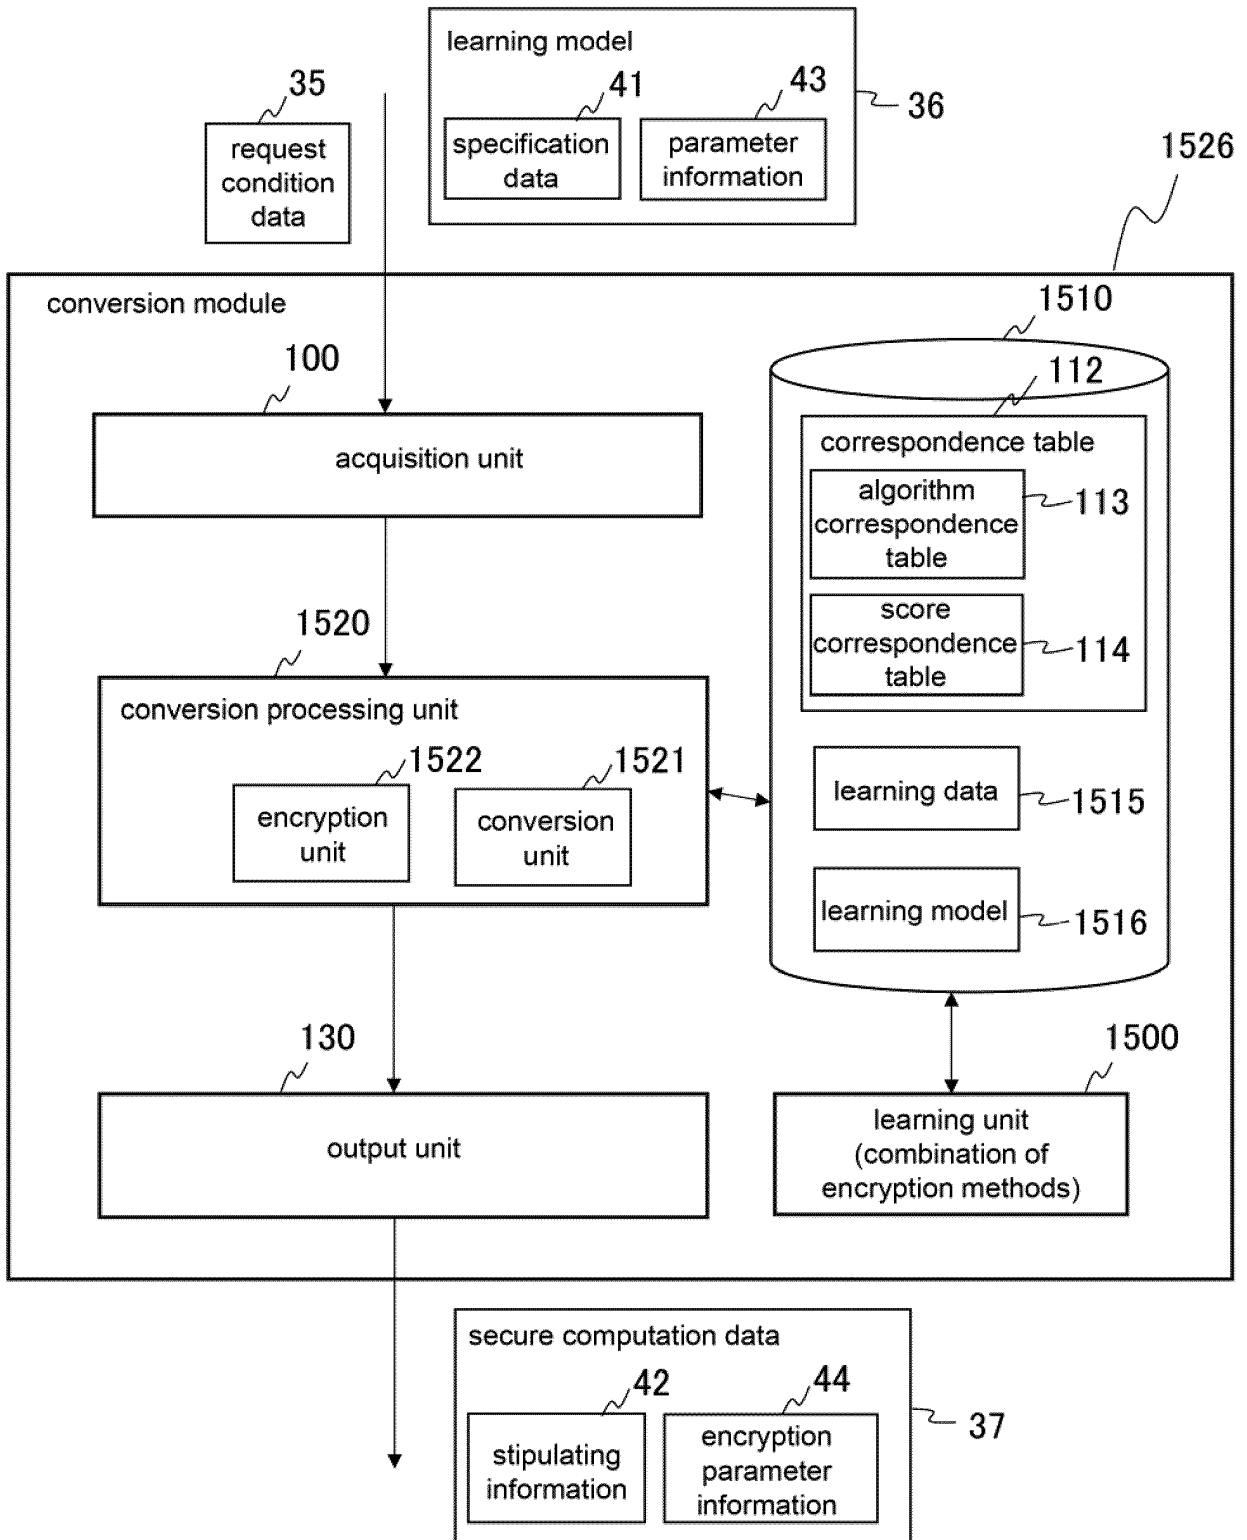 learning model
35
41
43
36
request
condition
data
specification
data
parameter
information
1526
conversion module
1510
100
112
acquisition unit
correspondence table
algorithm
correspondence
table
113
score
correspondence
table
114
1520
conversion processing unit
1522
1521
encryption
unit
conversion
unit
learning data
1515
learning model
1516
130
1500
output unit
learning unit
(combination of
encryption methods)
secure computation data
42
44
37
stipulating
information
encryption
parameter
information